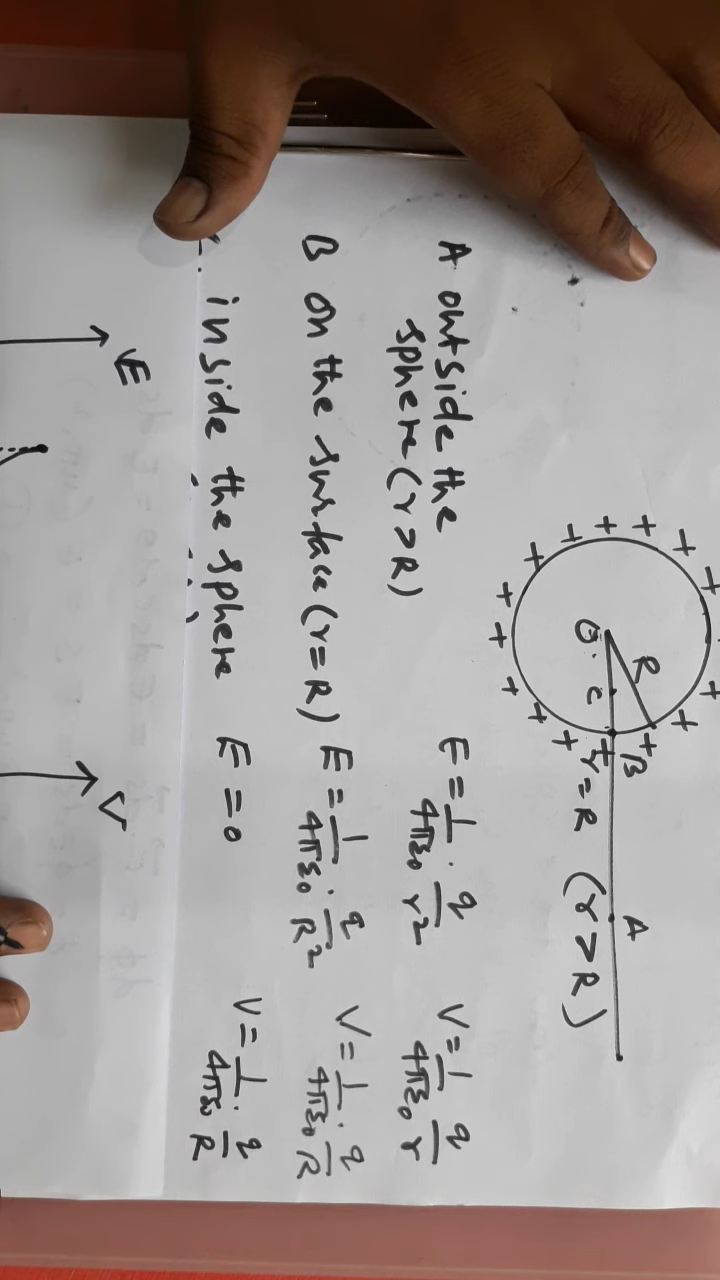 + + + + + + + + + + + + + + +
R
B
O
c
A
r=R (r>R)
A outside the sphere (r>R) E = 1/4πε₀ · q/r² V = 1/4πε₀ q/r
B on the surface (r=R) E = 1/4πε₀ · q/R² V = 1/4πε₀ · q/R
inside the sphere E = 0 V = 1/4πε₀ · q/R
E
V